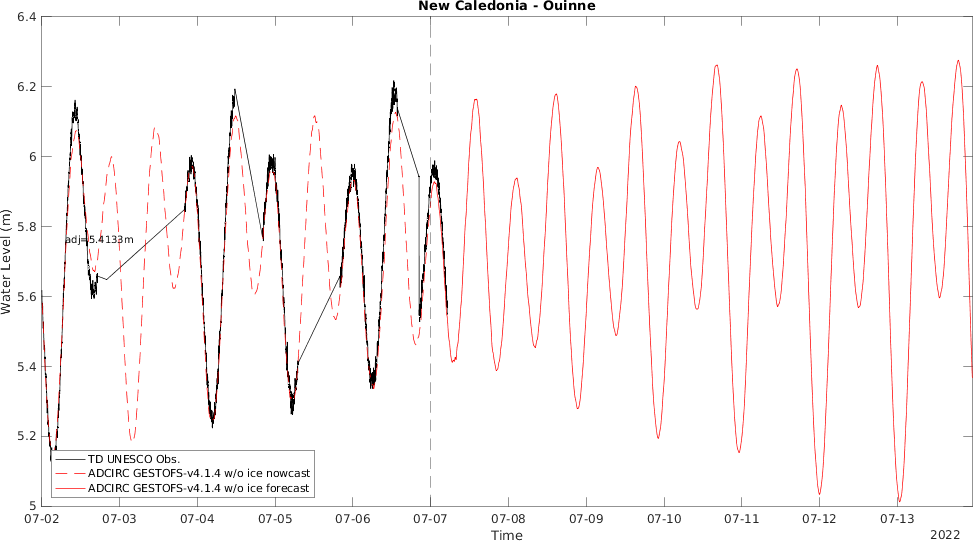 New Caledonia - Ouinne
6.4
6.2
6
5.8
5.6
5.4
5.2
5
Water Level (m)
adj=5.4133m
TD UNESCO Obs.
ADCIRC GESTOFS-v4.1.4 w/o ice nowcast
ADCIRC GESTOFS-v4.1.4 w/o ice forecast
07-02 07-03 07-04 07-05 07-06 07-07 07-08 07-09 07-10 07-11 07-12 07-13
Time
2022